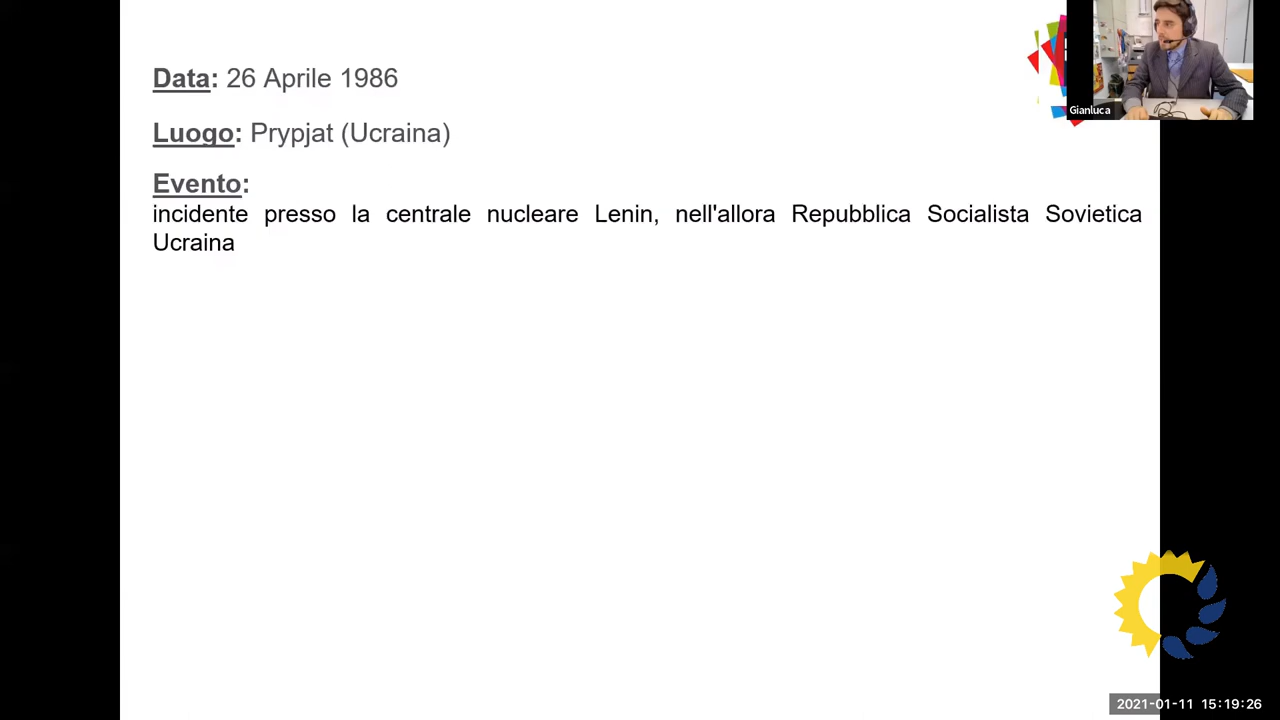 Data: 26 Aprile 1986
Luogo: Prypjat (Ucraina)
Evento:
incidente presso la centrale nucleare Lenin, nell'allora Repubblica Socialista Sovietica
Ucraina
Gianluca
2021-01-11 15:19:26